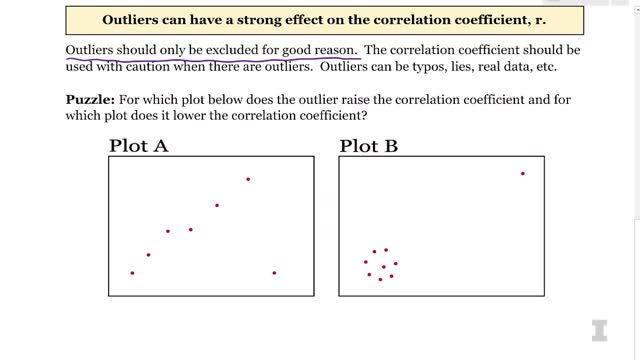 Outliers can have a strong effect on the correlation coefficient, r.
Outliers should only be excluded for good reason.  The correlation coefficient should be
used with caution when there are outliers.  Outliers can be typos, lies, real data, etc.
Puzzle: For which plot below does the outlier raise the correlation coefficient and for
which plot does it lower the correlation coefficient?
Plot A
Plot B
I